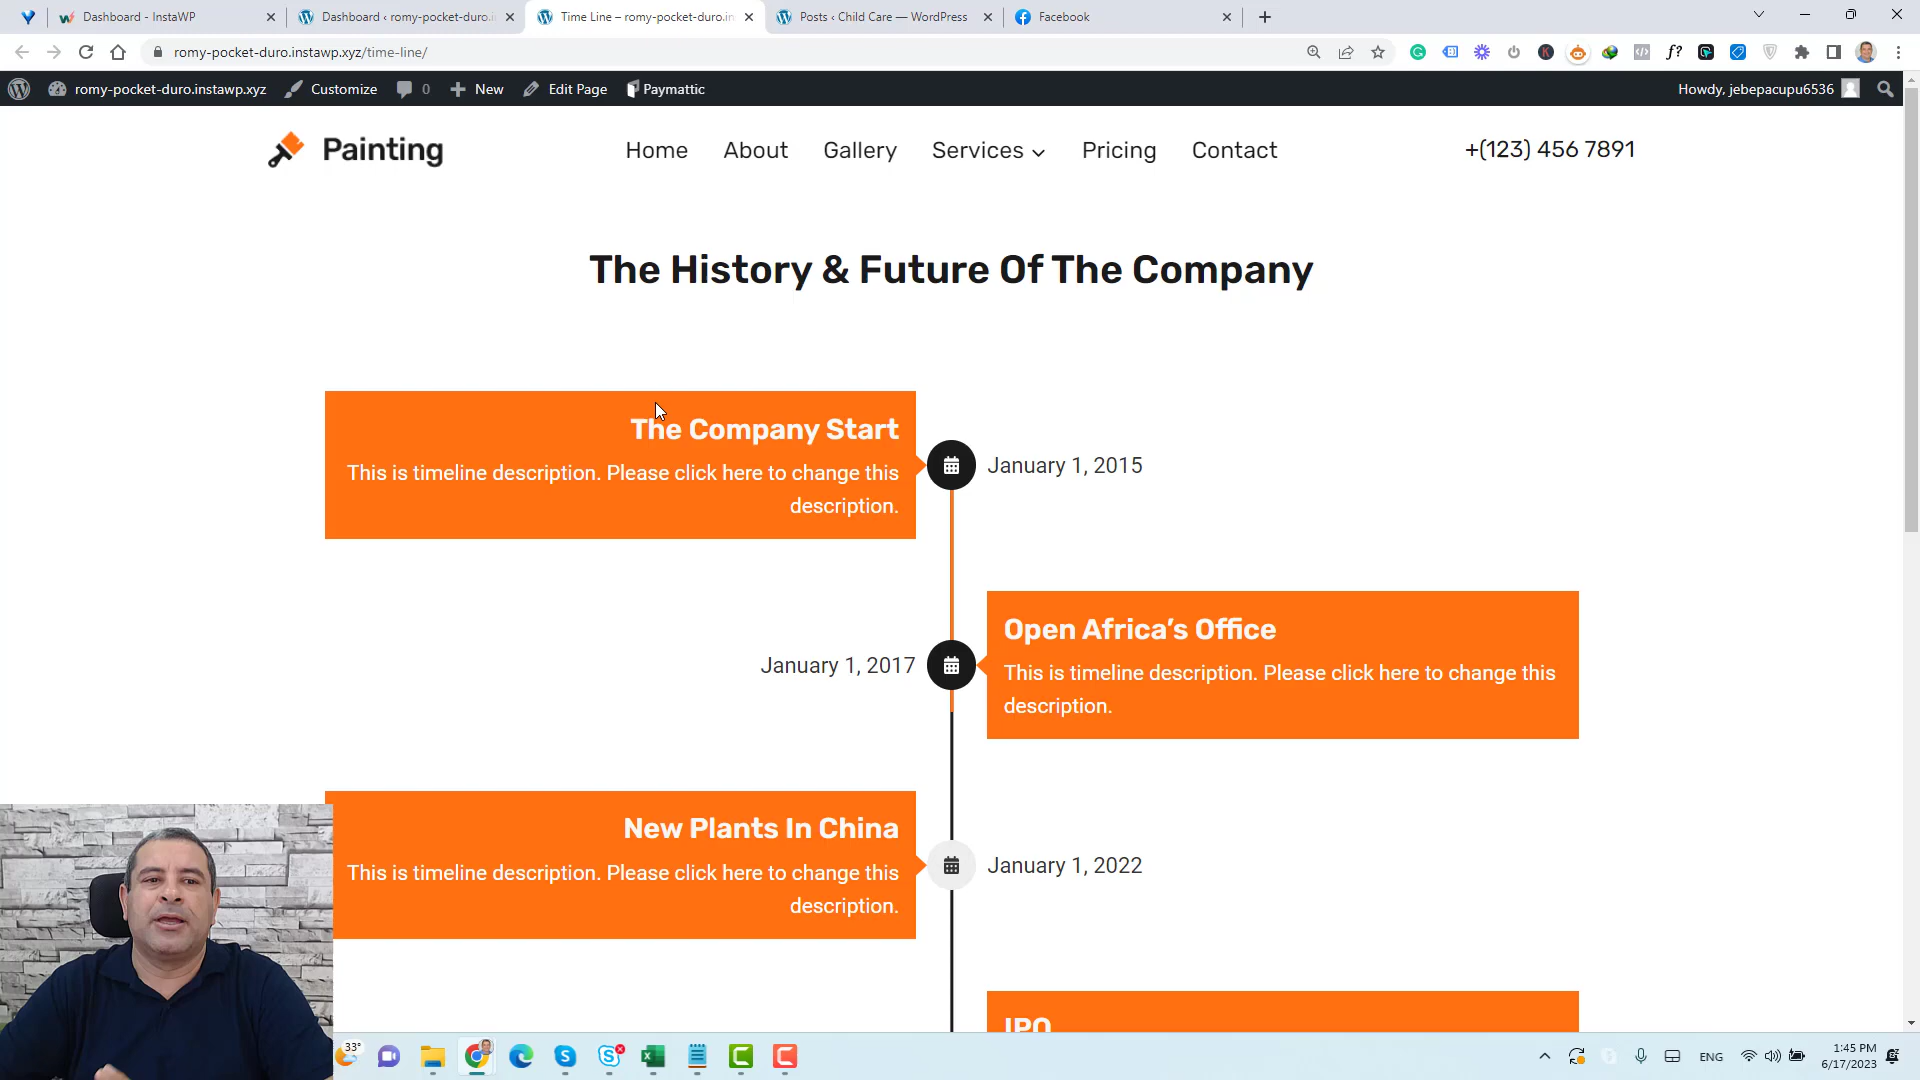 Dashboard - InstaWP
Dashboard ‹ romy-pocket-duro.in
Time Line – romy-pocket-duro.in
Posts ‹ Child Care — WordPress
Facebook
romy-pocket-duro.instawp.xyz/time-line/
romy-pocket-duro.instawp.xyz
Customize
0
New
Edit Page
Paymattic
Howdy, jebepacupu6536
Painting
Home
About
Gallery
Services
Pricing
Contact
+(123) 456 7891
The History & Future Of The Company
The Company Start
This is timeline description. Please click here to change this
description.
January 1, 2015
January 1, 2017
Open Africa’s Office
This is timeline description. Please click here to change this
description.
New Plants In China
This is timeline description. Please click here to change this
description.
January 1, 2022
IPO
33°
ENG
1:45 PM
6/17/2023